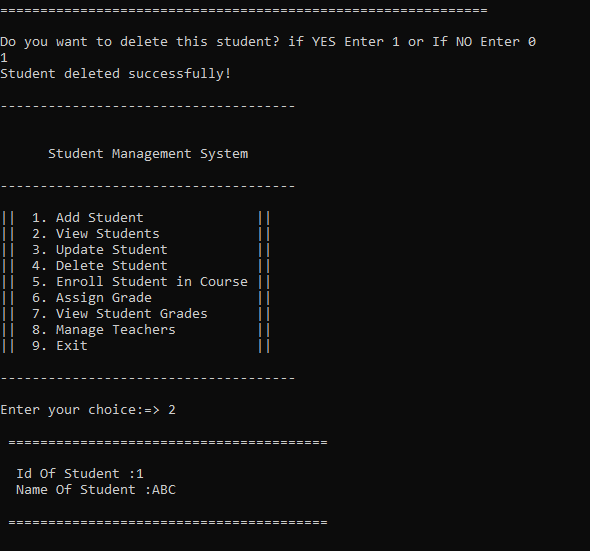 =============================================================
Do you want to delete this student? if YES Enter 1 or If NO Enter 0
1
Student deleted successfully!
-------------------------------------
Student Management System
-------------------------------------
||  1. Add Student              ||
||  2. View Students            ||
||  3. Update Student           ||
||  4. Delete Student           ||
||  5. Enroll Student in Course ||
||  6. Assign Grade             ||
||  7. View Student Grades      ||
||  8. Manage Teachers          ||
||  9. Exit                     ||
-------------------------------------
Enter your choice:=> 2
========================================
Id Of Student :1
Name Of Student :ABC
========================================